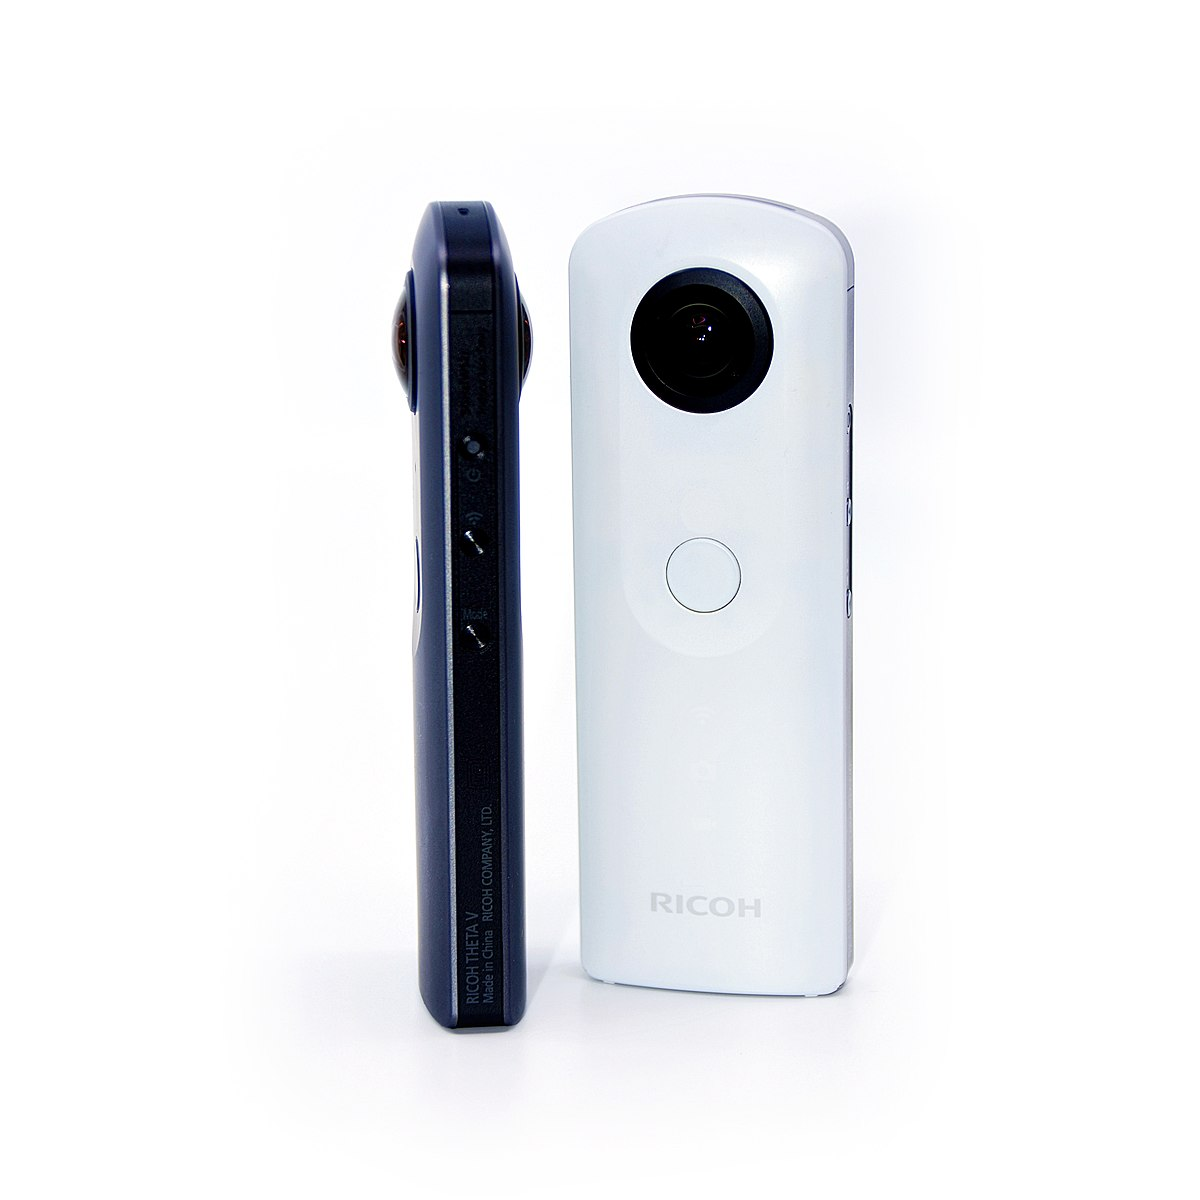 RICOH THETA V
Made in China RICOH COMPANY, LTD.
Mode
RICOH